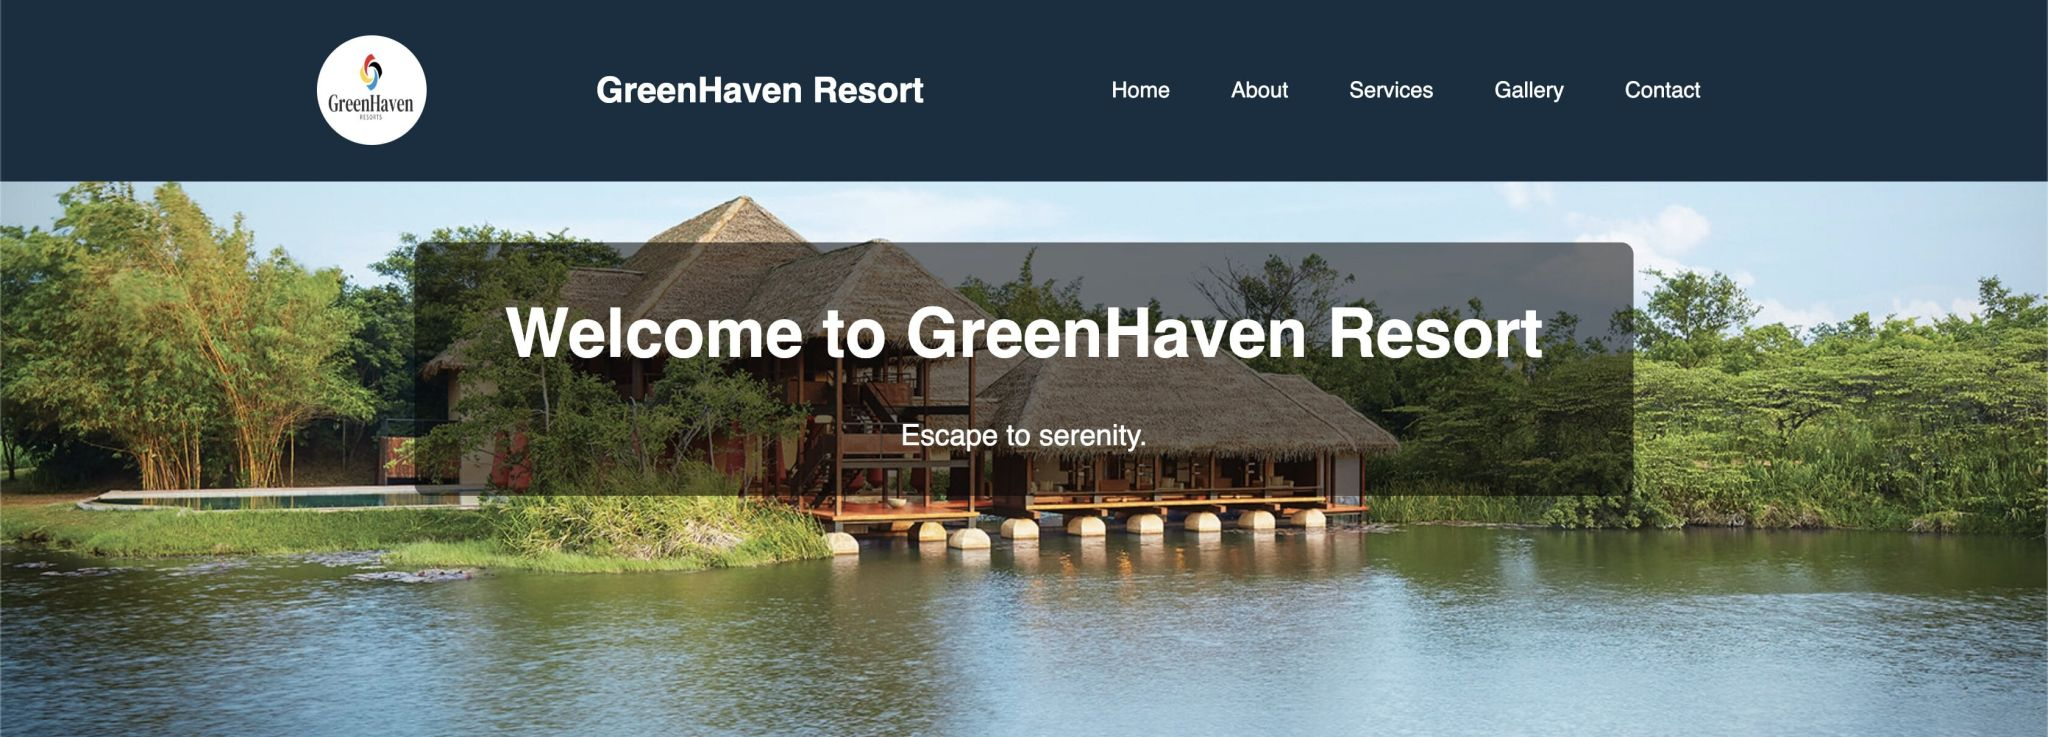 GreenHaven
RESORTS
GreenHaven Resort
Home
About
Services
Gallery
Contact
Welcome to GreenHaven Resort
Escape to serenity.